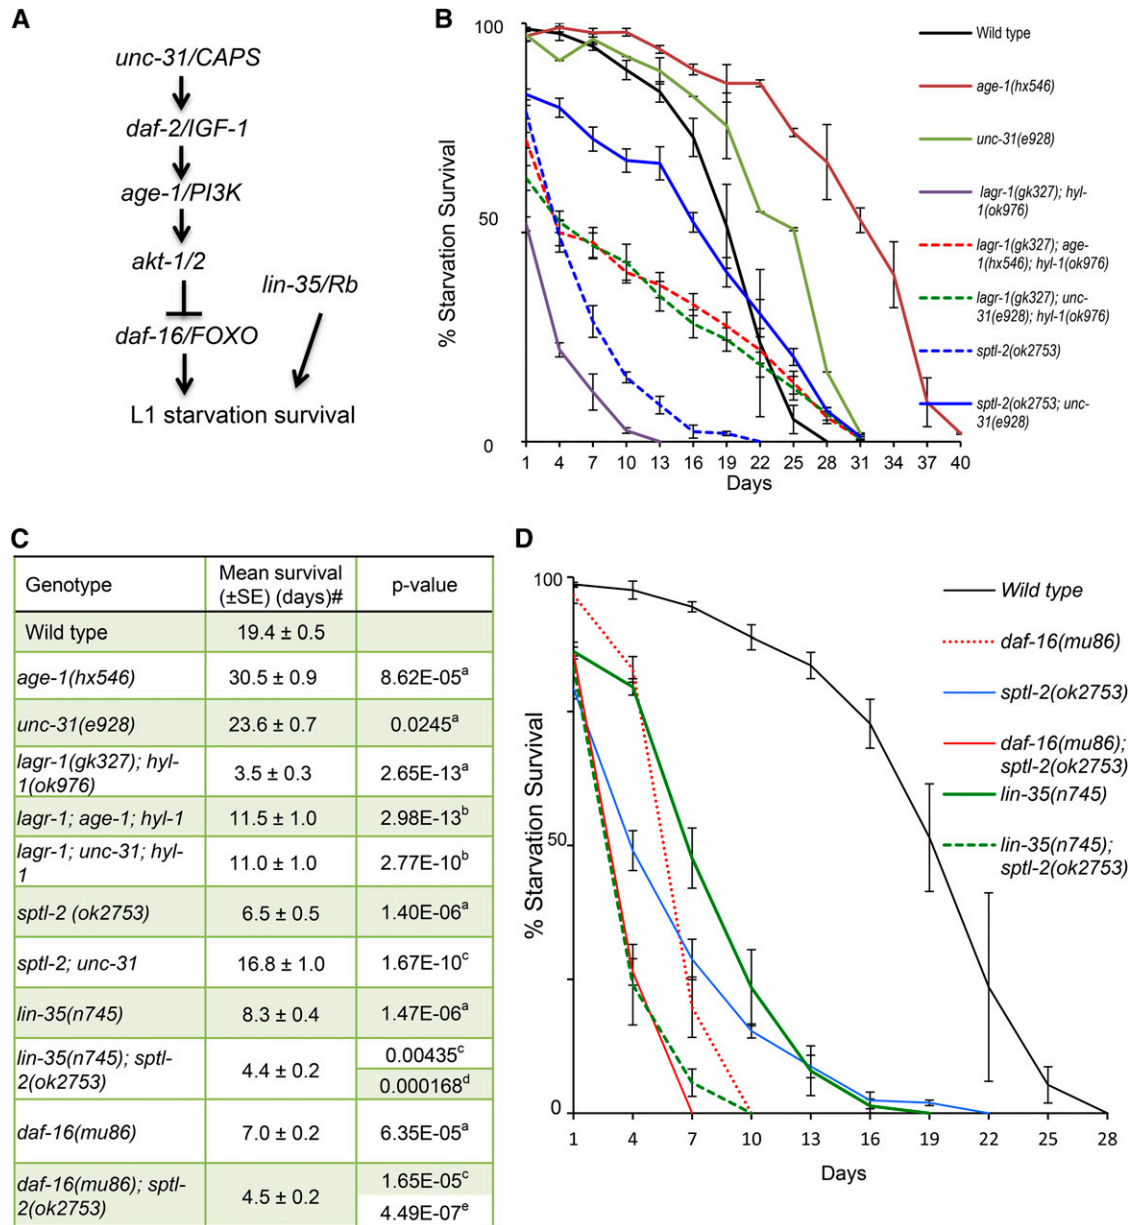 A
unc-31/CAPS
daf-2/IGF-1
age-1/PI3K
akt-1/2
lin-35/Rb
daf-16/FOXO
L1 starvation survival
B
100
50
0
% Starvation Survival
1 4 7 10 13 16 19 22 25 28 31 34 37 40
Days
Wild type
age-1(hx546)
unc-31(e928)
lagr-1(gk327); hyl-
1(ok976)
lagr-1(gk327); age-
1(hx546); hyl-1(ok976)
lagr-1(gk327); unc-
31(e928); hyl-1(ok976)
sptl-2(ok2753)
sptl-2(ok2753; unc-
31(e928)
C
Genotype Mean survival (±SE) (days)# p-value
Wild type 19.4 ± 0.5
age-1(hx546) 30.5 ± 0.9 8.62E-05a
unc-31(e928) 23.6 ± 0.7 0.0245a
lagr-1(gk327); hyl-
1(ok976) 3.5 ± 0.3 2.65E-13a
lagr-1; age-1; hyl-1 11.5 ± 1.0 2.98E-13b
lagr-1; unc-31; hyl-
1 11.0 ± 1.0 2.77E-10b
sptl-2 (ok2753) 6.5 ± 0.5 1.40E-06a
sptl-2; unc-31 16.8 ± 1.0 1.67E-10c
lin-35(n745) 8.3 ± 0.4 1.47E-06a
lin-35(n745); sptl-
2(ok2753) 4.4 ± 0.2 0.00435c
0.000168d
daf-16(mu86) 7.0 ± 0.2 6.35E-05a
daf-16(mu86); sptl-
2(ok2753) 4.5 ± 0.2 1.65E-05c
4.49E-07e
D
100
50
0
% Starvation Survival
1 4 7 10 13 16 19 22 25 28
Days
Wild type
daf-16(mu86)
sptl-2(ok2753)
daf-16(mu86);
sptl-2(ok2753)
lin-35(n745)
lin-35(n745);
sptl-2(ok2753)